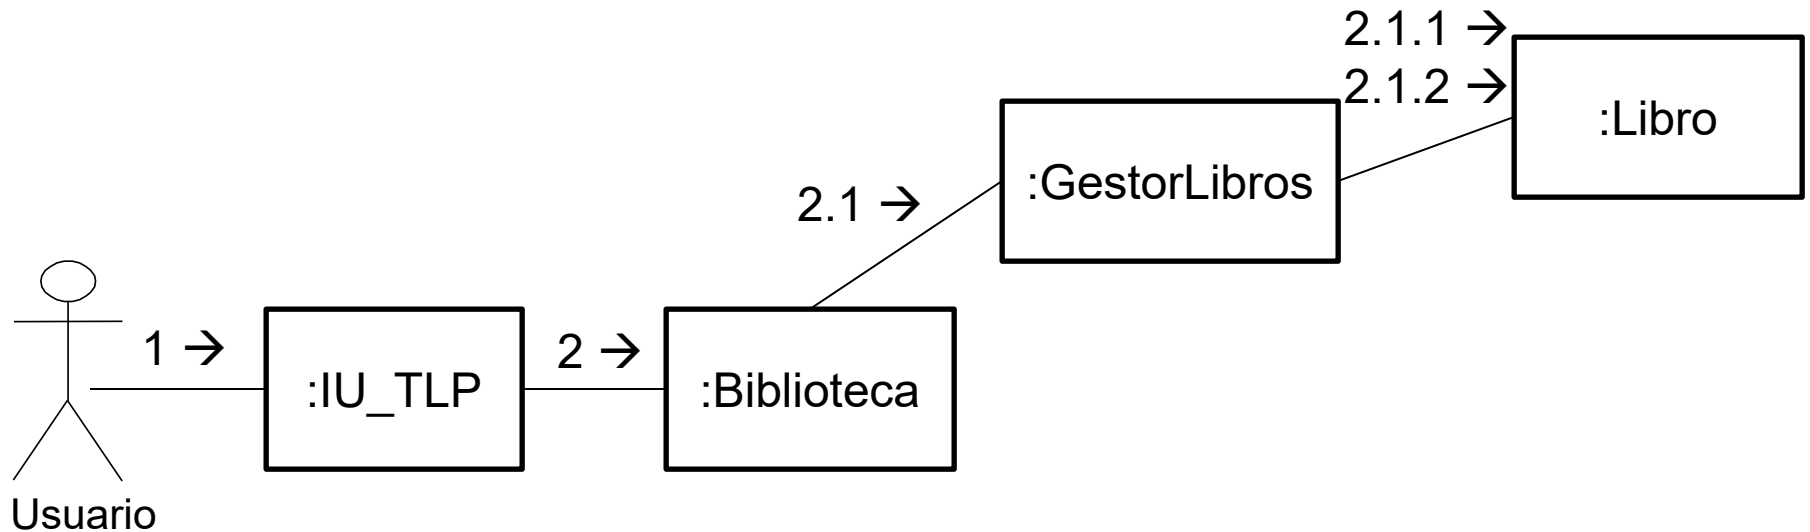 2.1.1 →
2.1.2 →
:Libro
:GestorLibros
2.1 →
1 →
:IU_TLP
2 →
:Biblioteca
Usuario